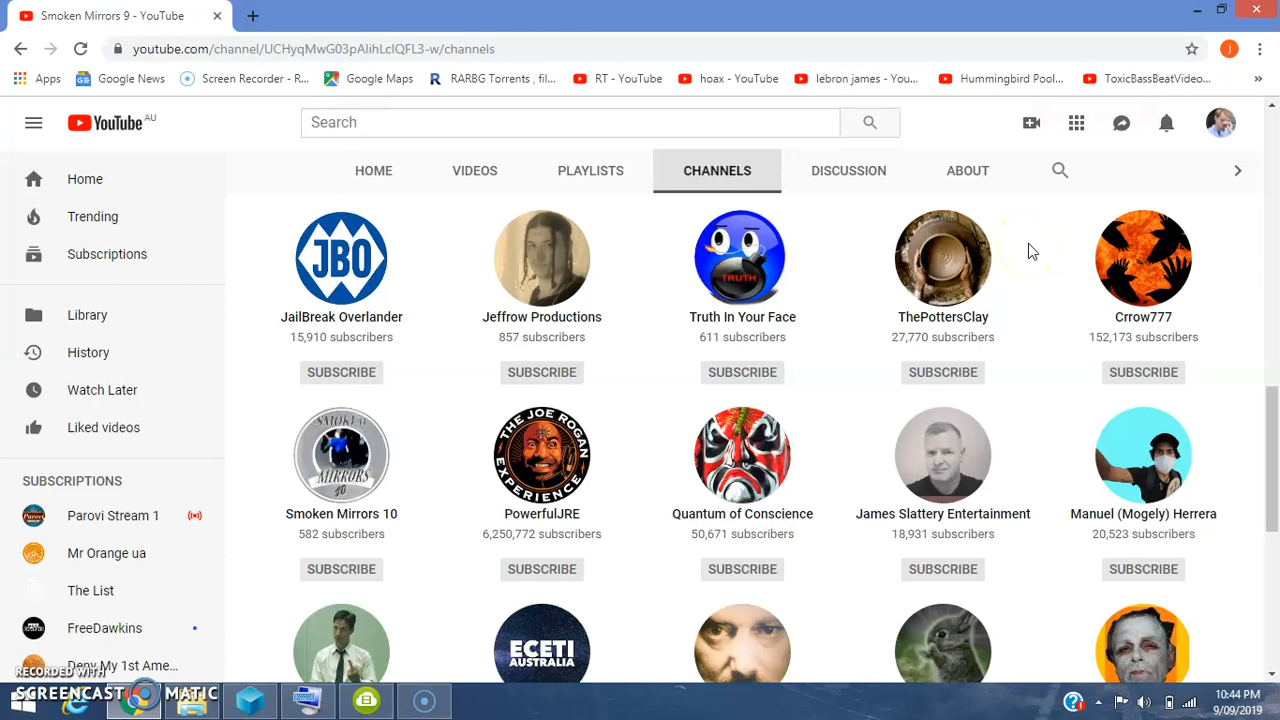 Smoken Mirrors 9 - YouTube
youtube.com/channel/UCHyqMwG03pAlihLcIQFL3-w/channels
j
Apps Google News Screen Recorder - R... Google Maps RARBG Torrents , fil... RT - YouTube hoax - YouTube lebron james - You... Hummingbird Pool... ToxicBassBeatVideo...
YouTube AU
Search
HOME VIDEOS PLAYLISTS CHANNELS DISCUSSION ABOUT
Home
Trending
Subscriptions
Library
History
Watch Later
Liked videos
SUBSCRIPTIONS
Parovi Stream 1
Mr Orange ua
The List
FreeDawkins
Deny My 1st Ame...
JBO
TRUTH
JailBreak Overlander Jeffrow Productions Truth In Your Face ThePottersClay Crrow777
15,910 subscribers 857 subscribers 611 subscribers 27,770 subscribers 152,173 subscribers
SUBSCRIBE SUBSCRIBE SUBSCRIBE SUBSCRIBE SUBSCRIBE
SMOKEN MIRRORS 10
THE JOE ROGAN EXPERIENCE
Smoken Mirrors 10 PowerfulJRE Quantum of Conscience James Slattery Entertainment Manuel (Mogely) Herrera
582 subscribers 6,250,772 subscribers 50,671 subscribers 18,931 subscribers 20,523 subscribers
SUBSCRIBE SUBSCRIBE SUBSCRIBE SUBSCRIBE SUBSCRIBE
ECETI
AUSTRALIA
RECORDED WITH
SCREENCAST MATIC
10:44 PM
9/09/2019